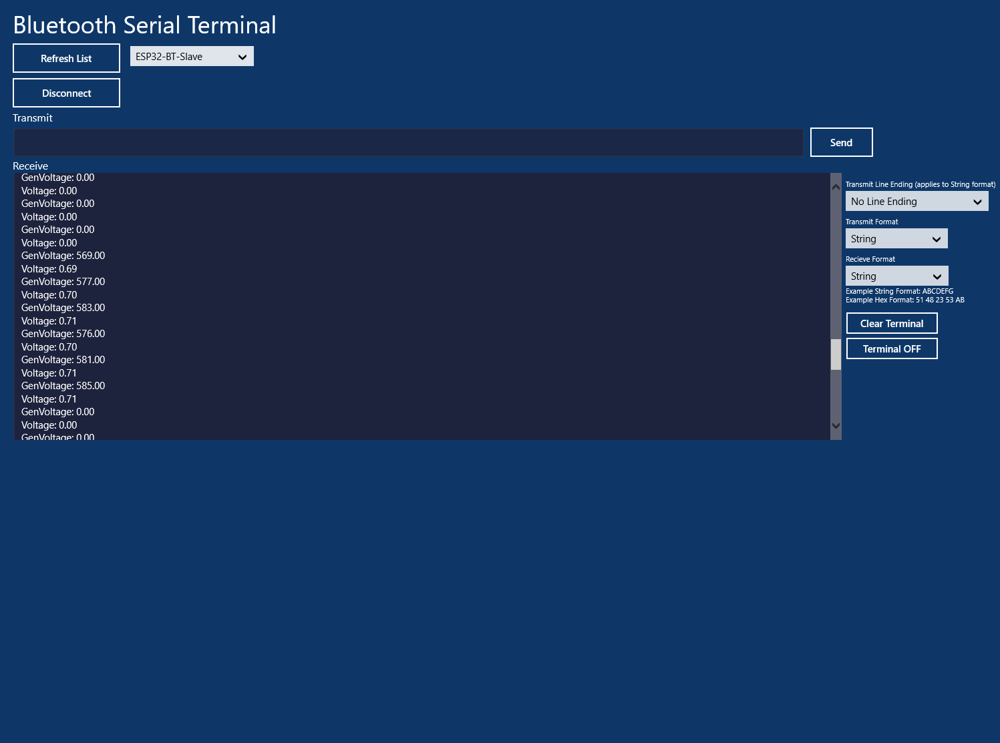 Bluetooth Serial Terminal
Refresh List
ESP32-BT-Slave
Disconnect
Transmit
Send
Receive
GenVoltage: 0.00
Voltage: 0.00
GenVoltage: 0.00
Voltage: 0.00
GenVoltage: 0.00
Voltage: 0.00
GenVoltage: 569.00
Voltage: 0.69
GenVoltage: 577.00
Voltage: 0.70
GenVoltage: 583.00
Voltage: 0.71
GenVoltage: 576.00
Voltage: 0.70
GenVoltage: 581.00
Voltage: 0.71
GenVoltage: 585.00
Voltage: 0.71
GenVoltage: 0.00
Voltage: 0.00
GenVoltage: 0.00
Transmit Line Ending (applies to String format)
No Line Ending
Transmit Format
String
Recieve Format
String
Example String Format: ABCDEFG
Example Hex Format: 51 48 23 53 AB
Clear Terminal
Terminal OFF